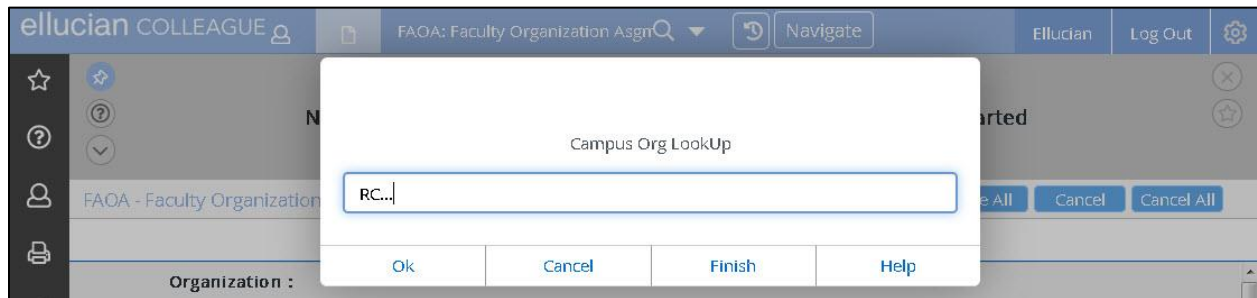 ellucian COLLEAGUE FAOA: Faculty Organization Asgn Navigate Ellucian Log Out
N arted
Campus Org LookUp
RC...
FAOA - Faculty Organization e All Cancel Cancel All
Ok Cancel Finish Help
Organization :